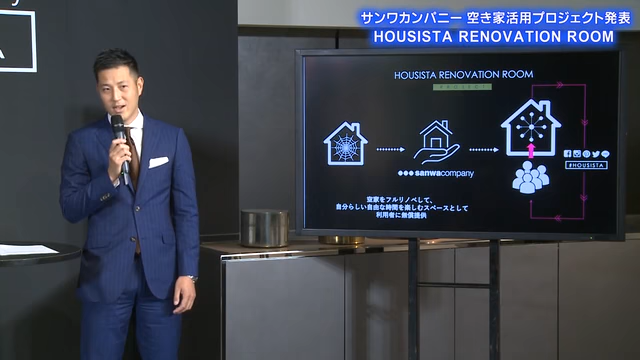 サンワカンパニー 空き家活用プロジェクト発表
HOUSISTA RENOVATION ROOM
HOUSISTA RENOVATION ROOM
PROJECT
sanwacompany
#HOUSISTA
空家をフルリノベして、
自分らしい自由な時間を楽しむスペースとして
利用者に無償提供